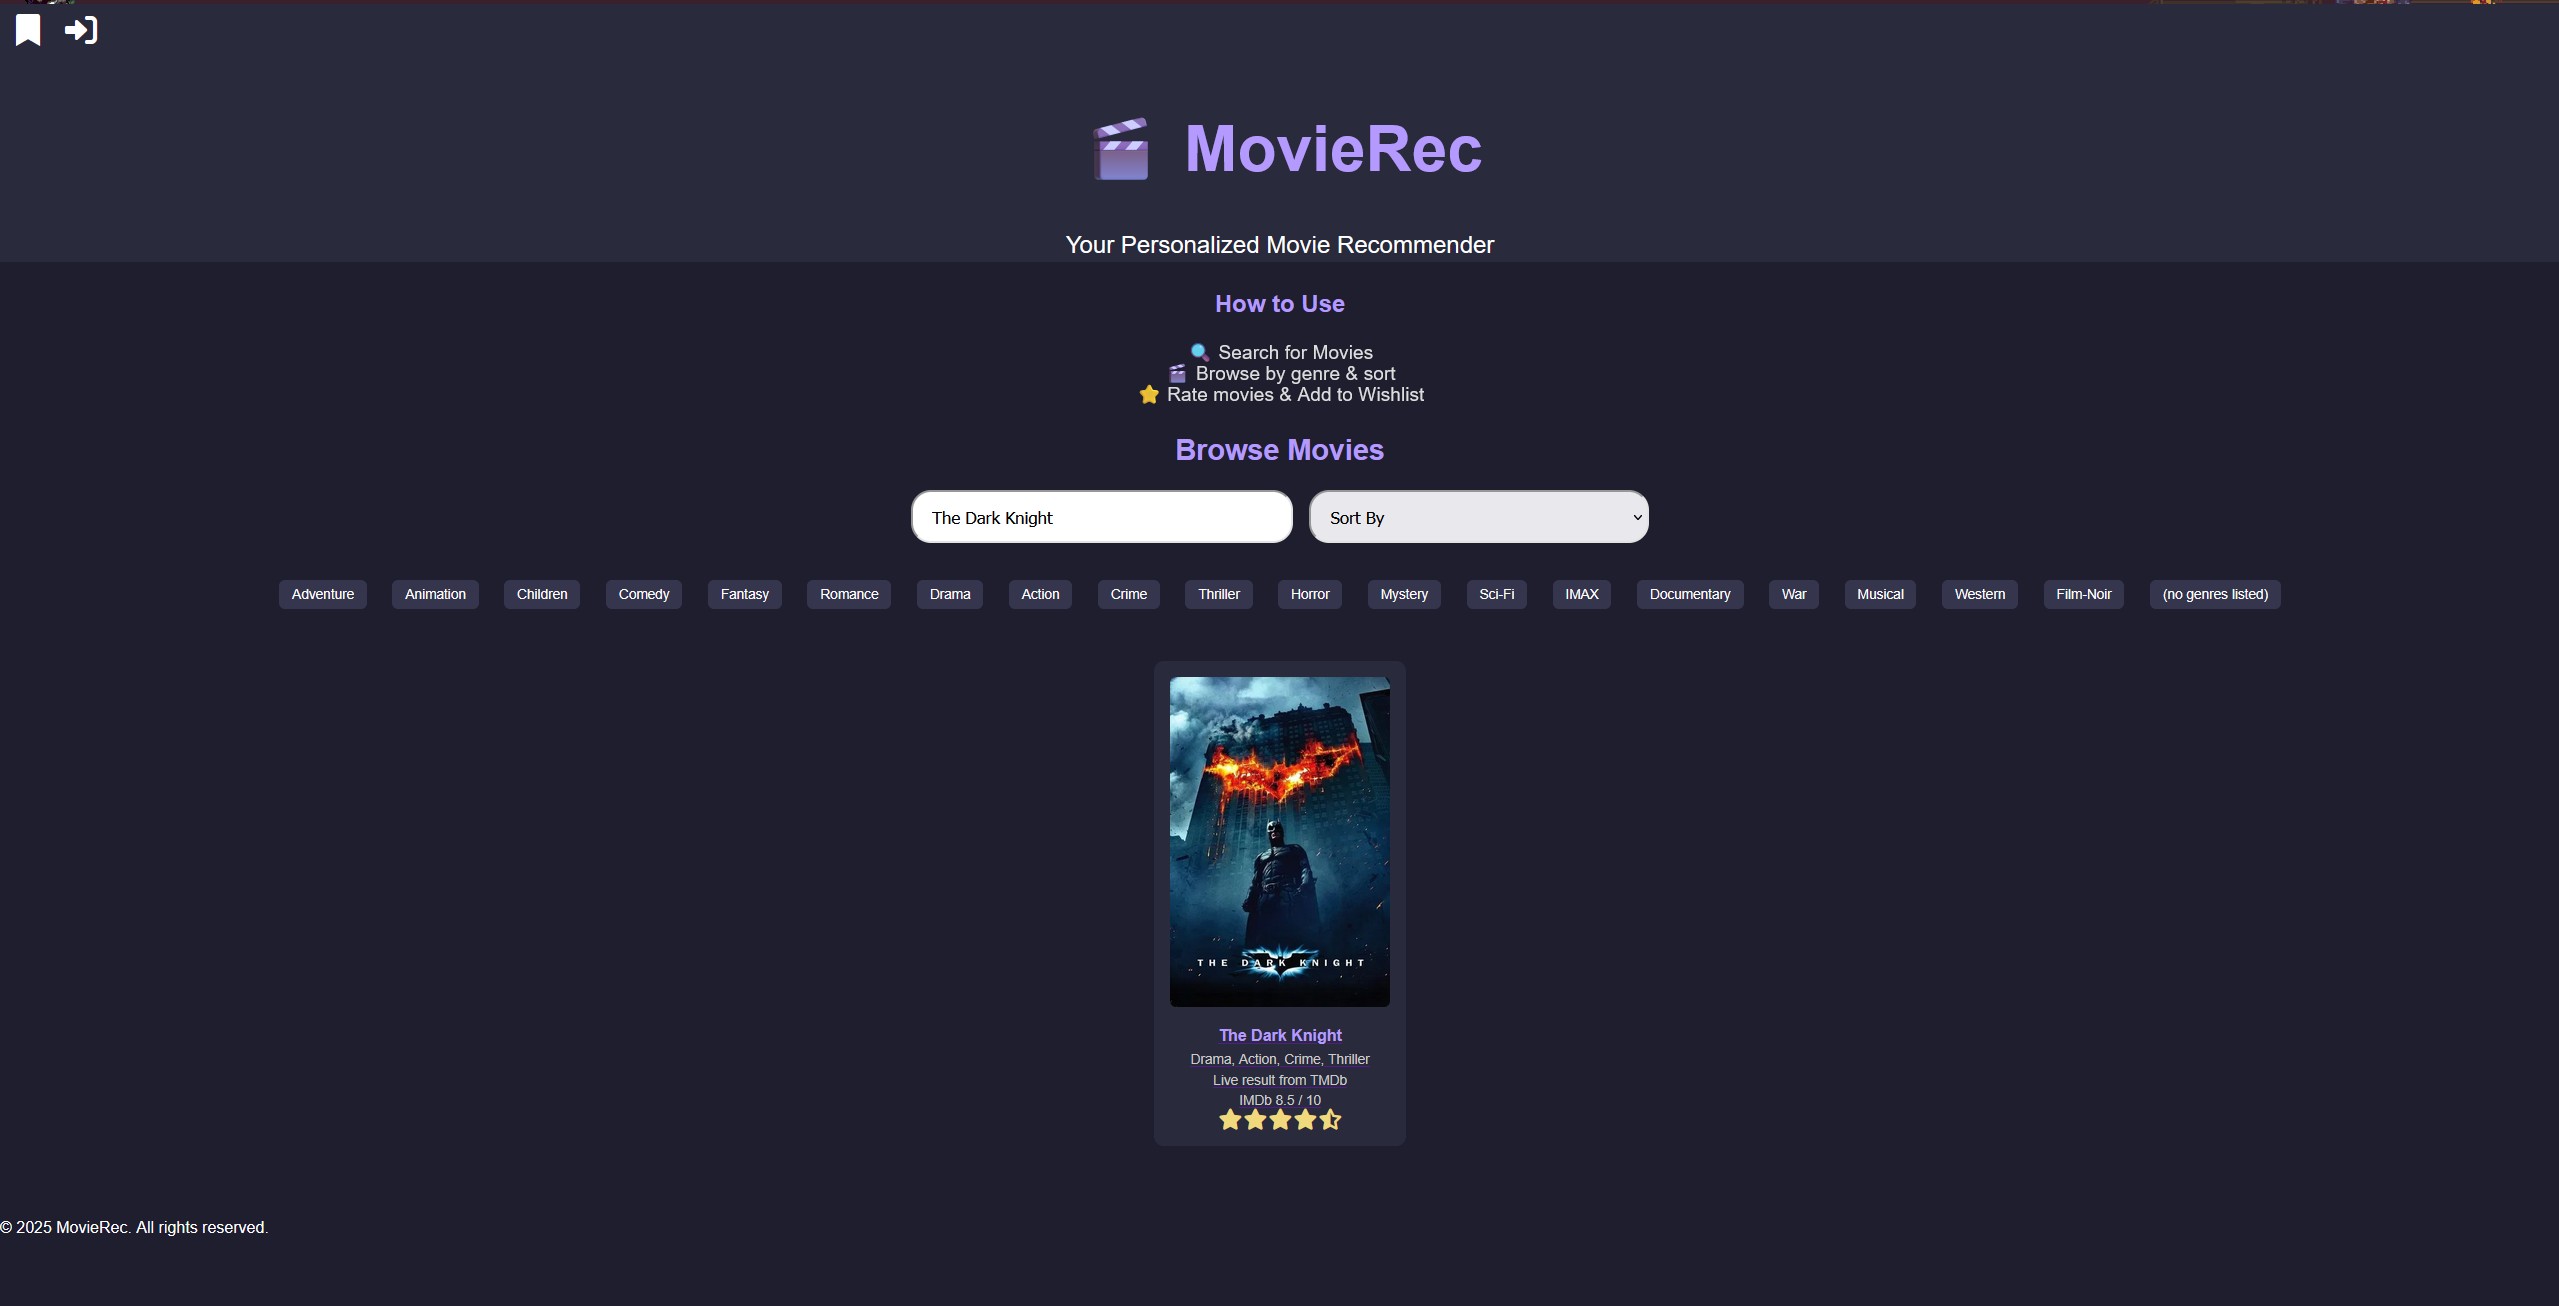 MovieRec
Your Personalized Movie Recommender
How to Use
Search for Movies
Browse by genre & sort
Rate movies & Add to Wishlist
Browse Movies
The Dark Knight Sort By
Adventure Animation Children Comedy Fantasy Romance Drama Action Crime Thriller Horror Mystery Sci-Fi IMAX Documentary War Musical Western Film-Noir (no genres listed)
THE DARK KNIGHT
The Dark Knight
Drama, Action, Crime, Thriller
Live result from TMDb
IMDb 8.5 / 10
© 2025 MovieRec. All rights reserved.